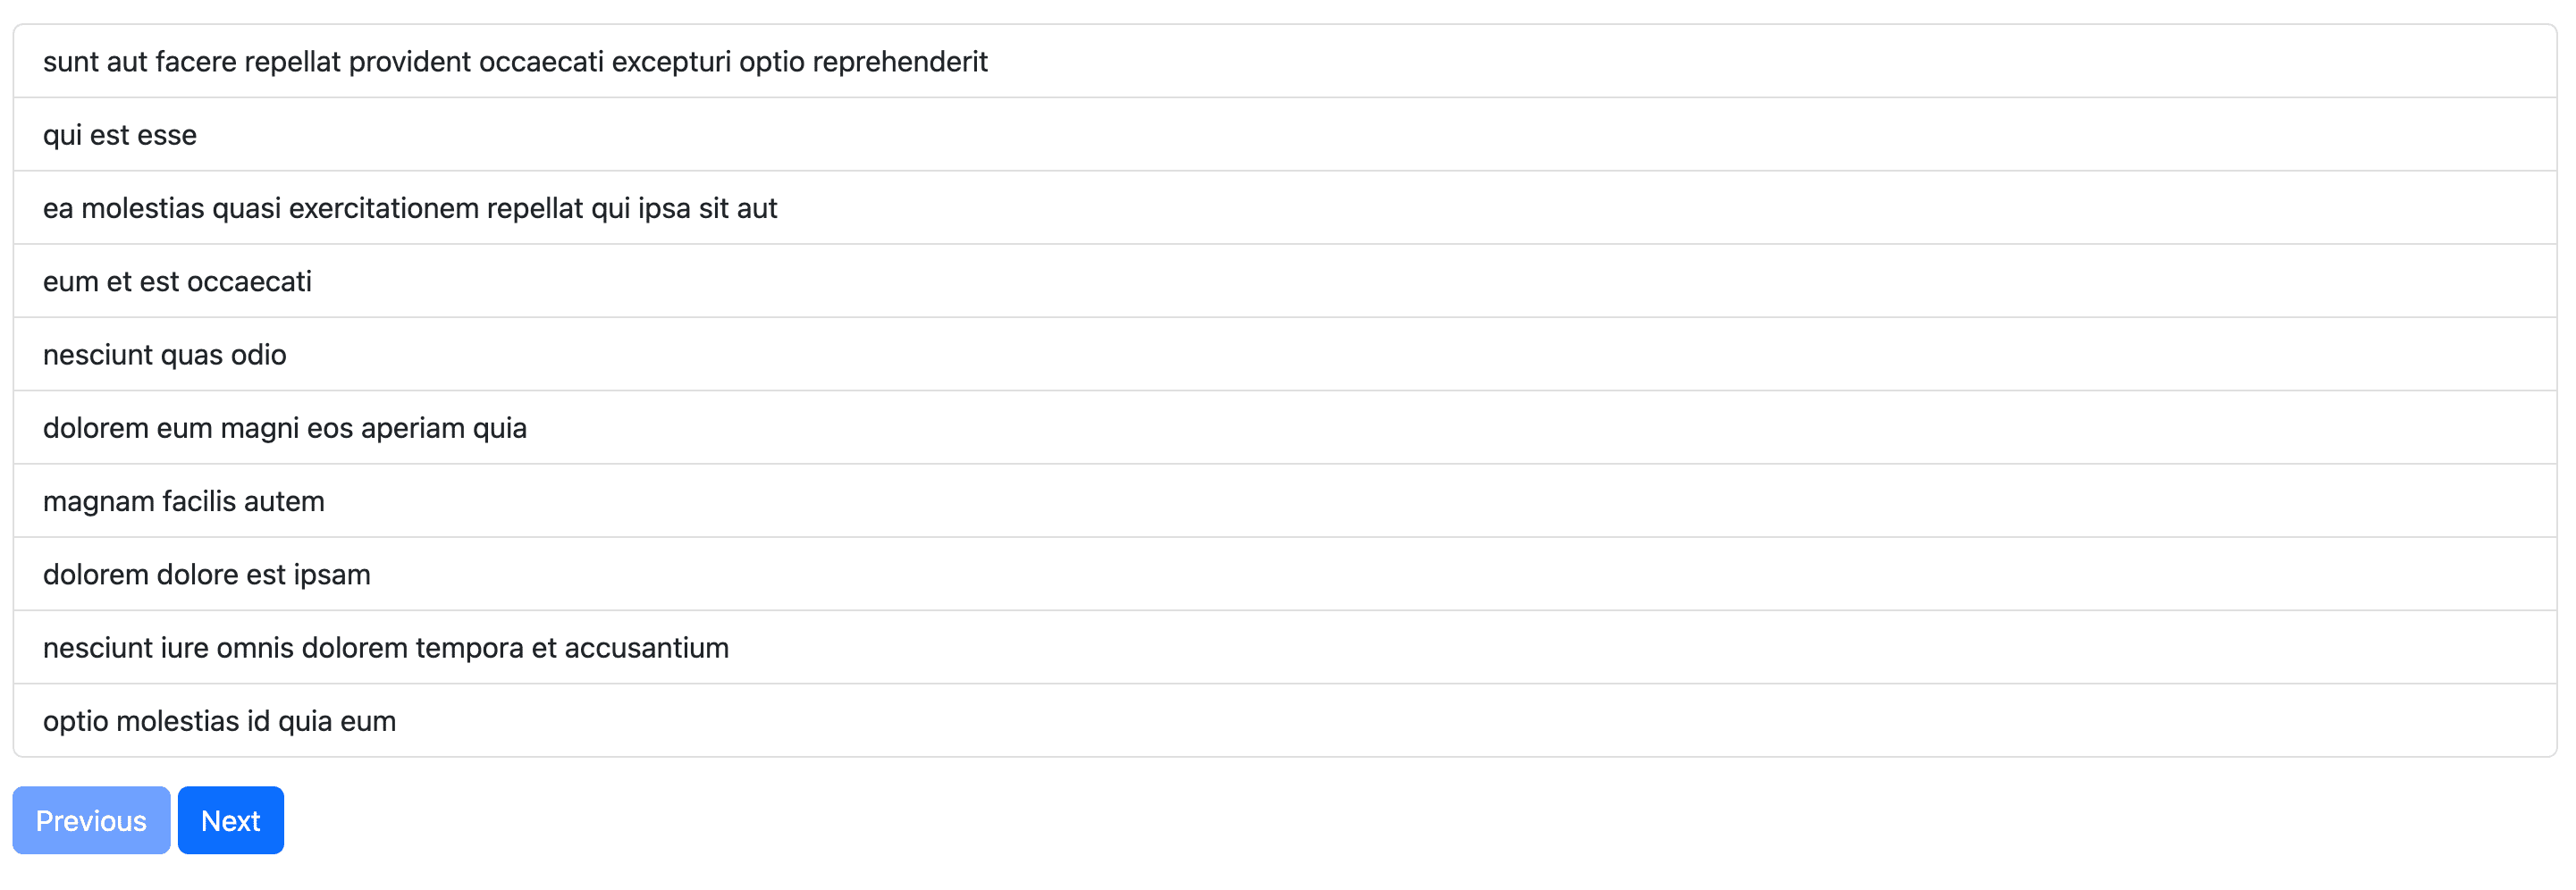 sunt aut facere repellat provident occaecati excepturi optio reprehenderit
qui est esse
ea molestias quasi exercitationem repellat qui ipsa sit aut
eum et est occaecati
nesciunt quas odio
dolorem eum magni eos aperiam quia
magnam facilis autem
dolorem dolore est ipsam
nesciunt iure omnis dolorem tempora et accusantium
optio molestias id quia eum
Previous Next